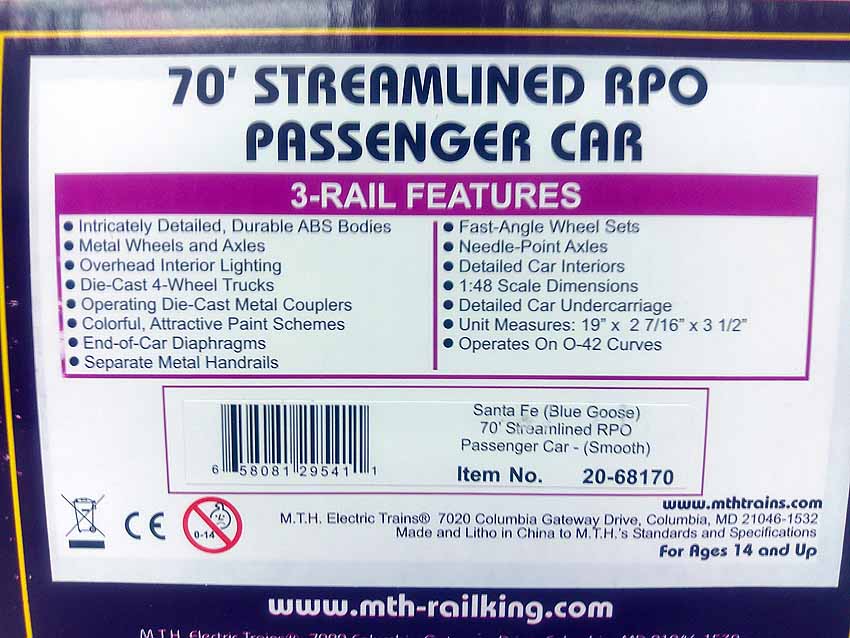 70' STREAMLINED RPO
PASSENGER CAR
3-RAIL FEATURES
• Intricately Detailed, Durable ABS Bodies
• Metal Wheels and Axles
• Overhead Interior Lighting
• Die-Cast 4-Wheel Trucks
• Operating Die-Cast Metal Couplers
• Colorful, Attractive Paint Schemes
• End-of-Car Diaphragms
• Separate Metal Handrails
• Fast-Angle Wheel Sets
• Needle-Point Axles
• Detailed Car Interiors
• 1:48 Scale Dimensions
• Detailed Car Undercarriage
• Unit Measures: 19" x 2 7/16" x 3 1/2"
• Operates On O-42 Curves
6 58081 29541 1
Santa Fe (Blue Goose)
70' Streamlined RPO
Passenger Car - (Smooth)
Item No. 20-68170
CE
0-14
www.mthtrains.com
M.T.H. Electric Trains® 7020 Columbia Gateway Drive, Columbia, MD 21046-1532
Made and Litho in China to M.T.H.'s Standards and Specifications
For Ages 14 and Up
www.mth-railking.com
M.T.H. Electric Trains®